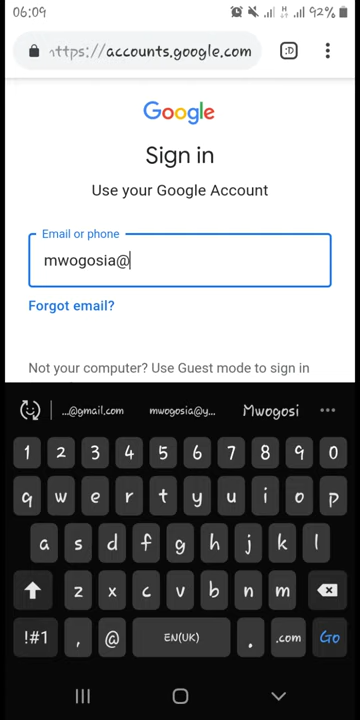 06:09 92%
https://accounts.google.com :D
Google
Sign in
Use your Google Account
Email or phone
mwogosia@
Forgot email?
Not your computer? Use Guest mode to sign in
...@gmail.com mwogosia@y... Mwogosi
1 2 3 4 5 6 7 8 9 0
q w e r t y u i o p
a s d f g h j k l
z x c v b n m
!#1 , @ EN(UK) . .com Go